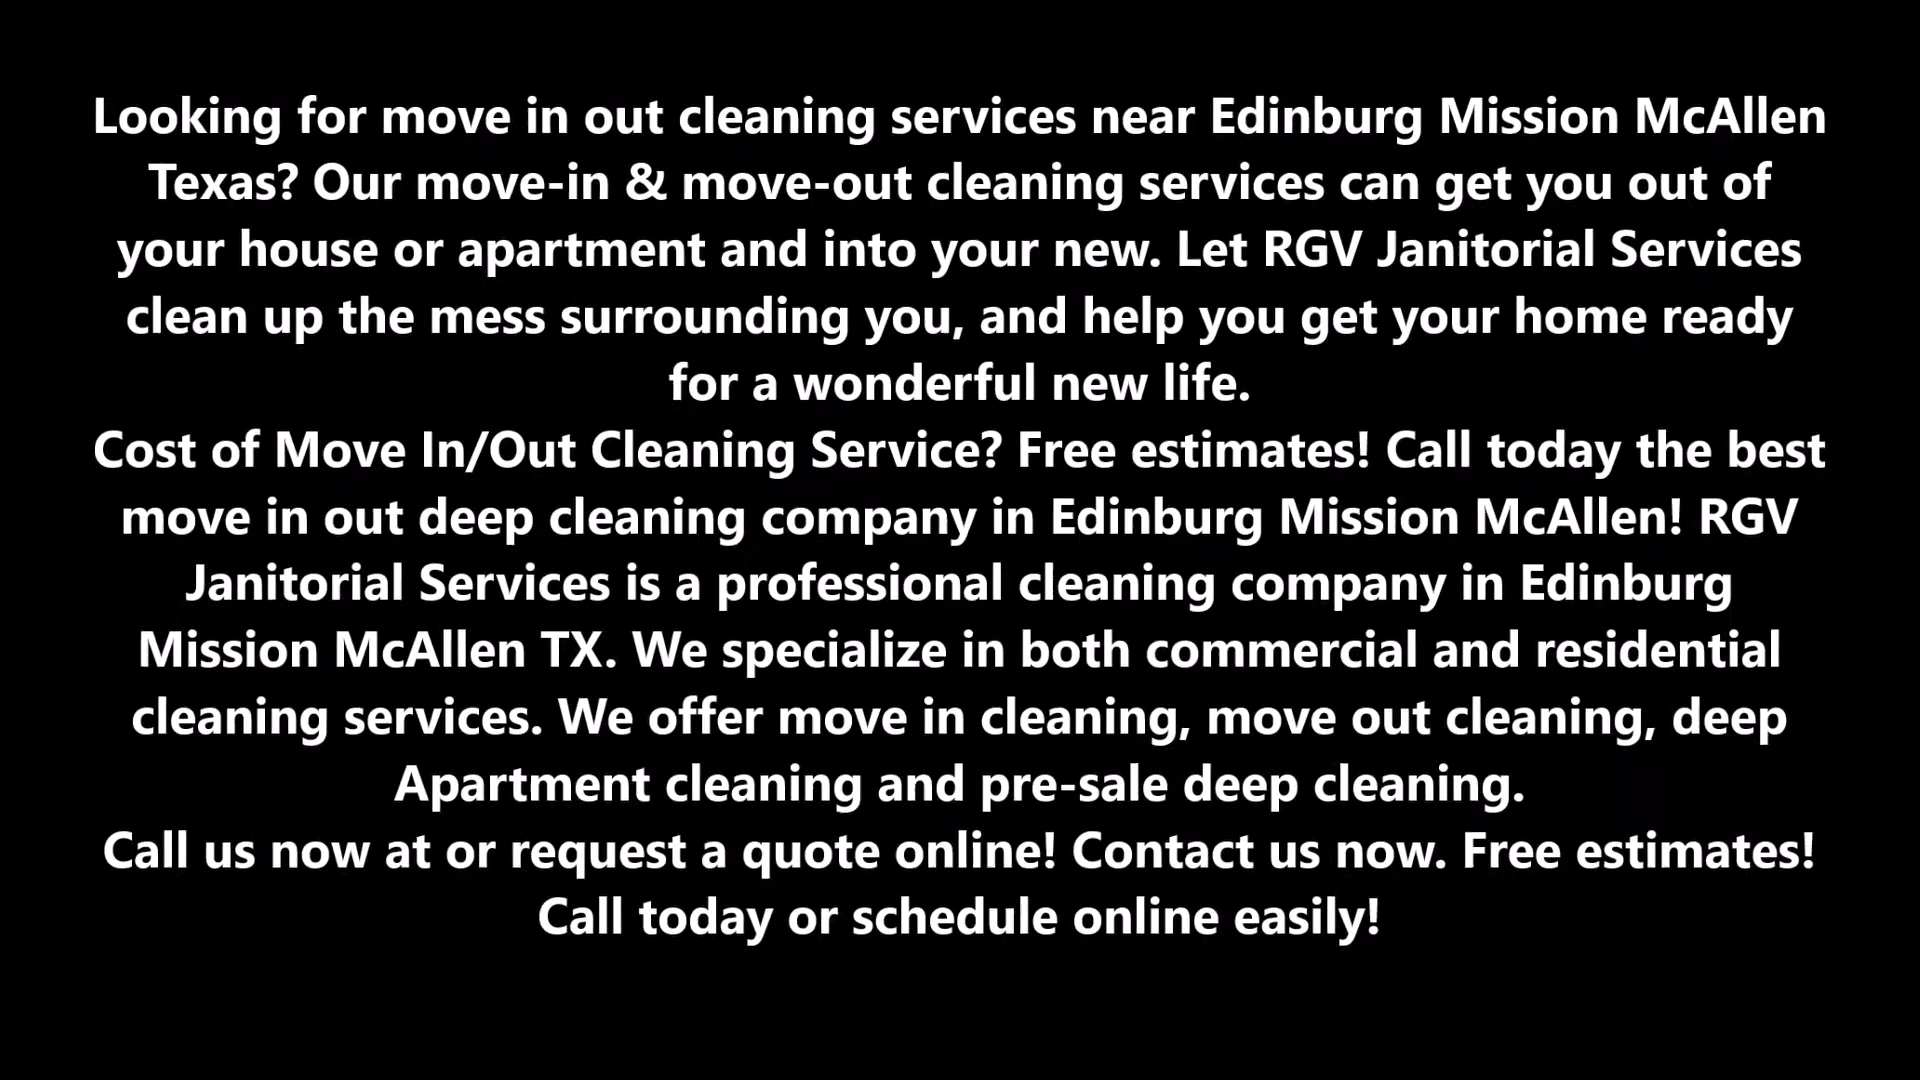 Looking for move in out cleaning services near Edinburg Mission McAllen
Texas? Our move-in & move-out cleaning services can get you out of
your house or apartment and into your new. Let RGV Janitorial Services
clean up the mess surrounding you, and help you get your home ready
for a wonderful new life.
Cost of Move In/Out Cleaning Service? Free estimates! Call today the best
move in out deep cleaning company in Edinburg Mission McAllen! RGV
Janitorial Services is a professional cleaning company in Edinburg
Mission McAllen TX. We specialize in both commercial and residential
cleaning services. We offer move in cleaning, move out cleaning, deep
Apartment cleaning and pre-sale deep cleaning.
Call us now at or request a quote online! Contact us now. Free estimates!
Call today or schedule online easily!